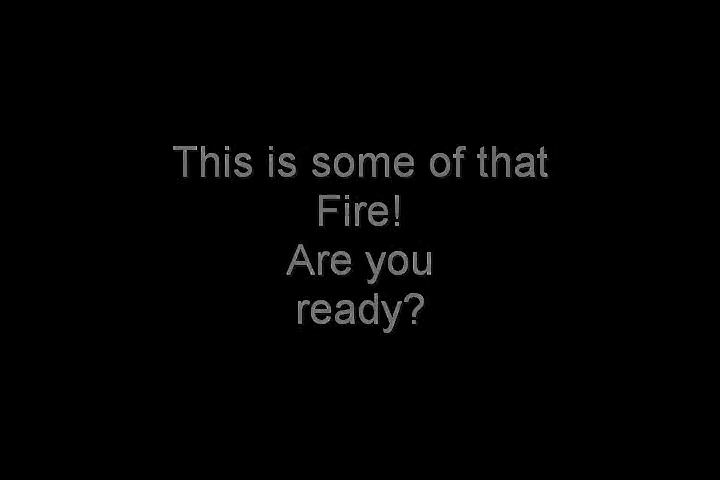 This is some of that
Fire!
Are you
ready?